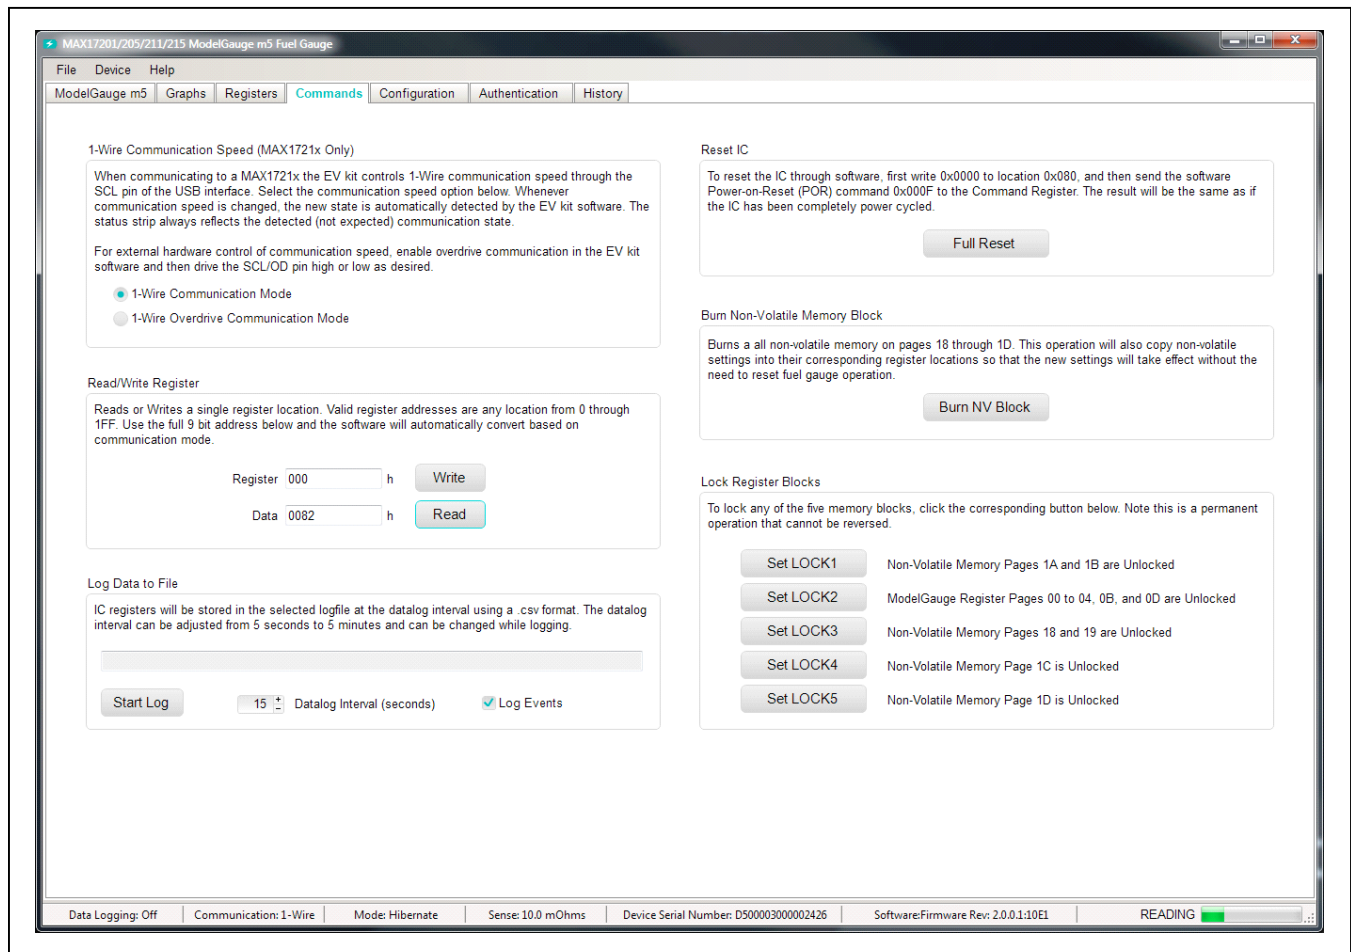 MAX17201/205/211/215 ModelGauge m5 Fuel Gauge
File Device Help
ModelGauge m5 Graphs Registers Commands Configuration Authentication History
1-Wire Communication Speed (MAX1721x Only)
When communicating to a MAX1721x the EV kit controls 1-Wire communication speed through the
SCL pin of the USB interface. Select the communication speed option below. Whenever
communication speed is changed, the new state is automatically detected by the EV kit software. The
status strip always reflects the detected (not expected) communication state.
For external hardware control of communication speed, enable overdrive communication in the EV kit
software and then drive the SCL/OD pin high or low as desired.
1-Wire Communication Mode
1-Wire Overdrive Communication Mode
Read/Write Register
Reads or Writes a single register location. Valid register addresses are any location from 0 through
1FF. Use the full 9 bit address below and the software will automatically convert based on
communication mode.
Register 000 h Write
Data 0082 h Read
Log Data to File
IC registers will be stored in the selected logfile at the datalog interval using a .csv format. The datalog
interval can be adjusted from 5 seconds to 5 minutes and can be changed while logging.
Start Log 15 Datalog Interval (seconds) Log Events
Reset IC
To reset the IC through software, first write 0x0000 to location 0x080, and then send the software
Power-on-Reset (POR) command 0x000F to the Command Register. The result will be the same as if
the IC has been completely power cycled.
Full Reset
Burn Non-Volatile Memory Block
Burns a all non-volatile memory on pages 18 through 1D. This operation will also copy non-volatile
settings into their corresponding register locations so that the new settings will take effect without the
need to reset fuel gauge operation.
Burn NV Block
Lock Register Blocks
To lock any of the five memory blocks, click the corresponding button below. Note this is a permanent
operation that cannot be reversed.
Set LOCK1 Non-Volatile Memory Pages 1A and 1B are Unlocked
Set LOCK2 ModelGauge Register Pages 00 to 04, 0B, and 0D are Unlocked
Set LOCK3 Non-Volatile Memory Pages 18 and 19 are Unlocked
Set LOCK4 Non-Volatile Memory Page 1C is Unlocked
Set LOCK5 Non-Volatile Memory Page 1D is Unlocked
Data Logging: Off Communication: 1-Wire Mode: Hibernate Sense: 10.0 mOhms Device Serial Number: D500003000002426 Software:Firmware Rev: 2.0.0.1:10E1 READING